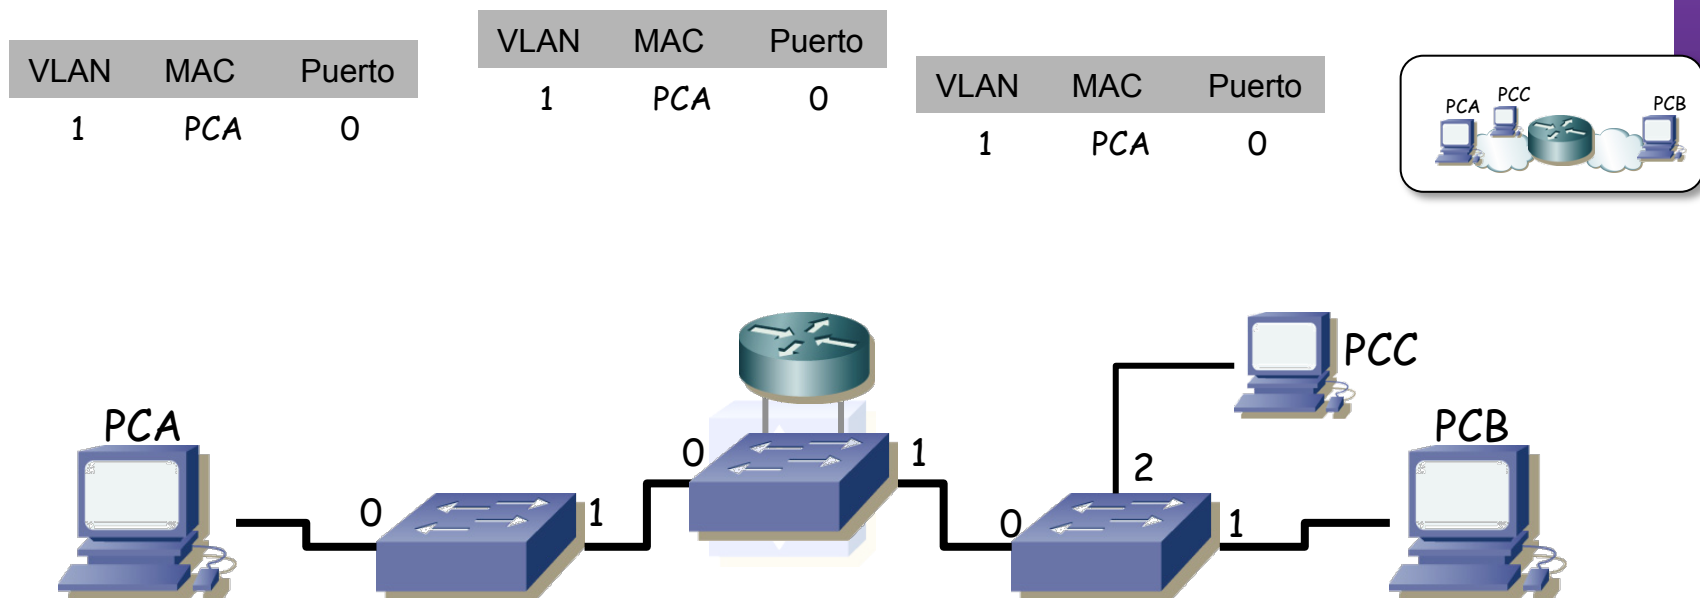 VLAN MAC Puerto
1 PCA 0
VLAN MAC Puerto
1 PCA 0
VLAN MAC Puerto
1 PCA 0
PCA PCC PCB
PCC
PCA
PCB
0 1
2
0 1
0 1